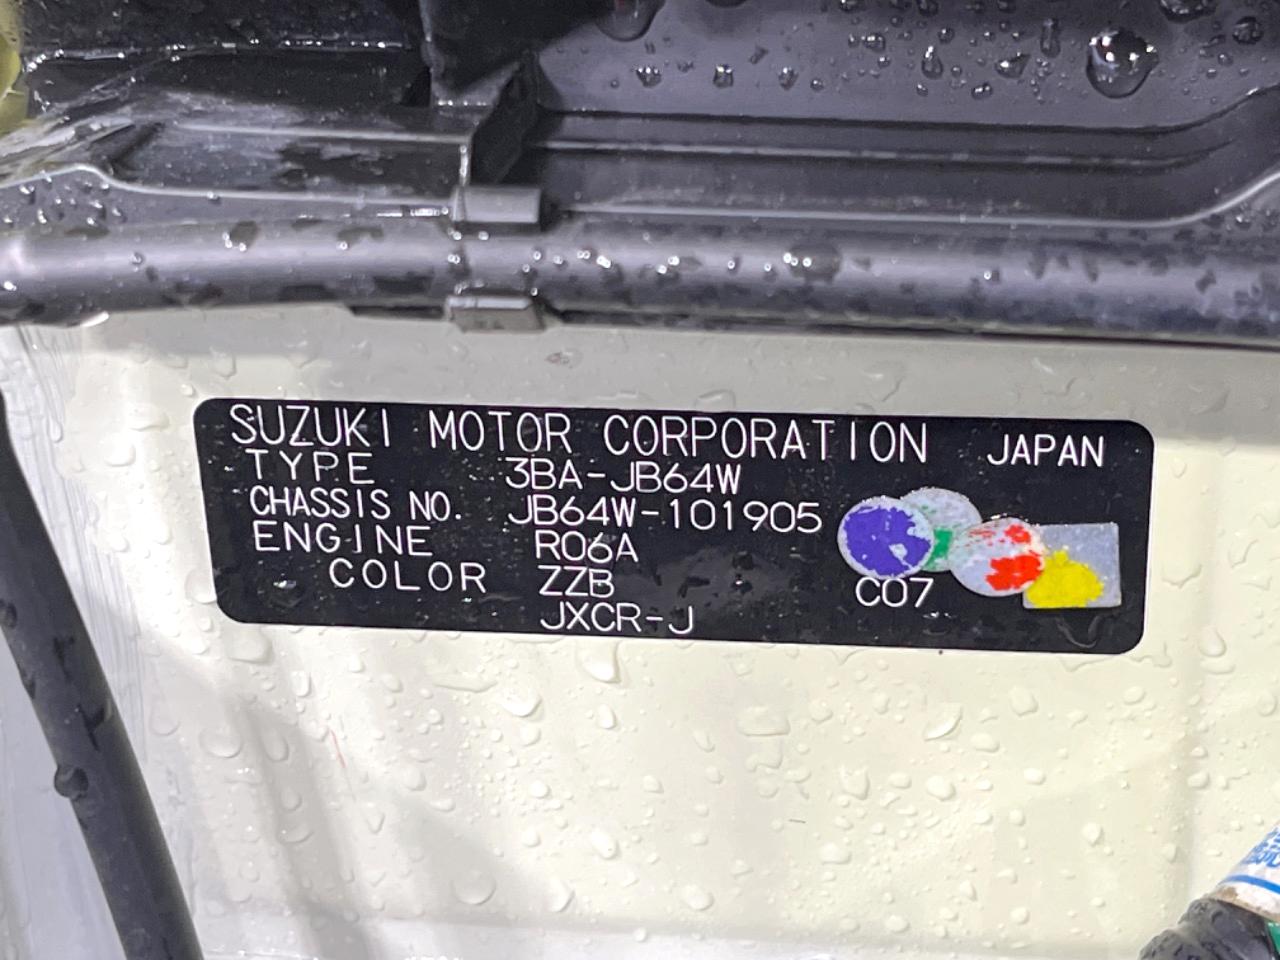 SUZUKI MOTOR CORPORATION JAPAN
TYPE 3BA-JB64W
CHASSIS NO. JB64W-101905
ENGINE R06A
COLOR ZZB C07
JXCR-J